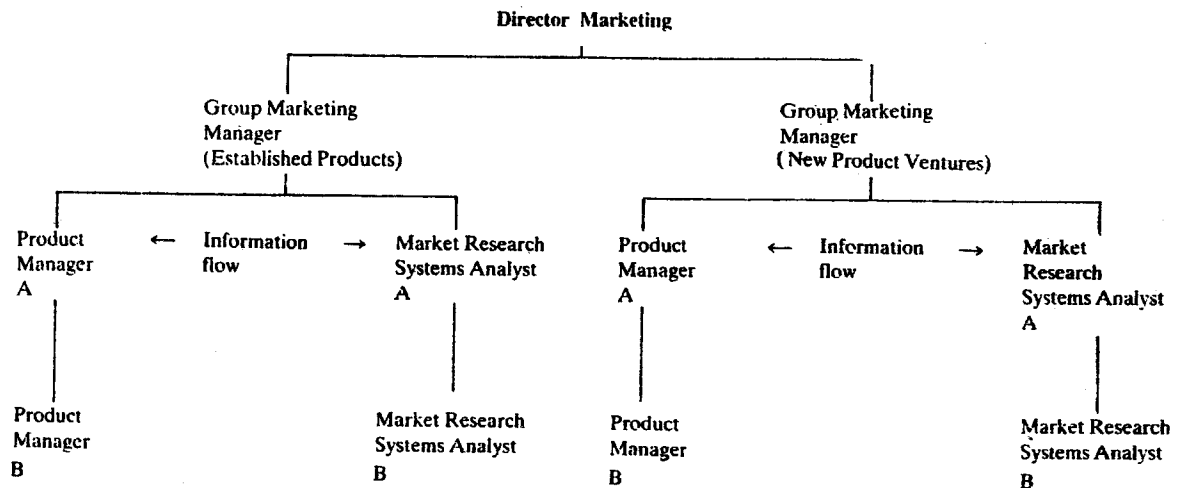 Director Marketing
Group Marketing
Manager
(Established Products)
Group Marketing
Manager
( New Product Ventures)
Product
Manager
A
← Information
flow →
Market Research
Systems Analyst
A
Product
Manager
A
← Information
flow →
Market
Research
Systems Analyst
A
Product
Manager
B
Market Research
Systems Analyst
B
Product
Manager
B
Market Research
Systems Analyst
B